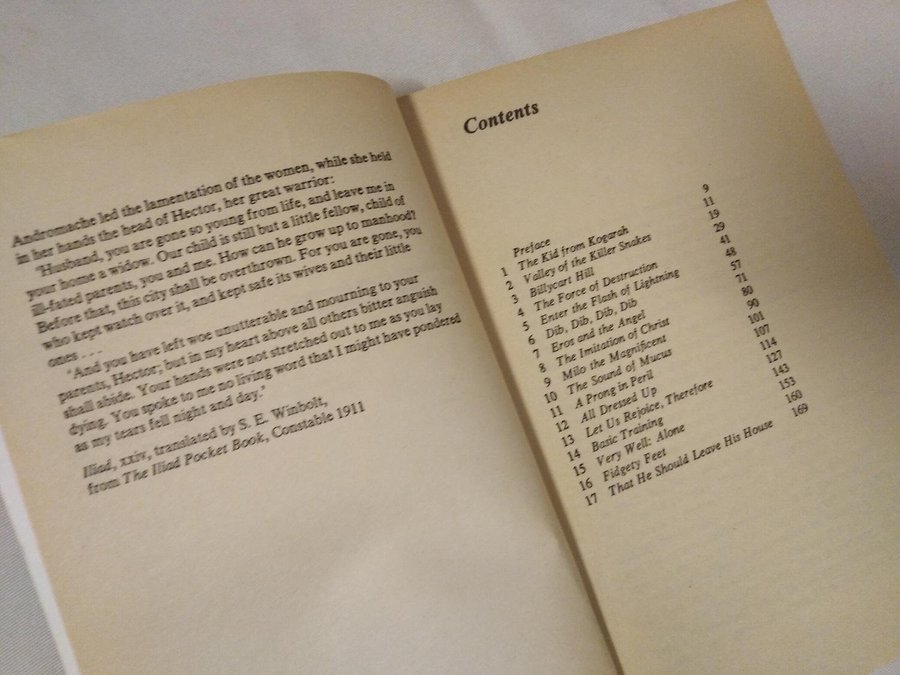 Andromache led the lamentation of the women, while she held
in her hands the head of Hector, her great warrior:
'Husband, you are gone so young from life, and leave me in
your home a widow. Our child is still but a little fellow, child of
ill-fated parents, you and me. How can he grow up to manhood?
Before that, this city shall be overthrown. For you are gone, you
who kept watch over it, and kept safe its wives and their little
ones . . .
'And you have left woe unutterable and mourning to your
parents, Hector; but in my heart above all others bitter anguish
shall abide. Your hands were not stretched out to me as you lay
dying. You spoke to me no living word that I might have pondered
as my tears fell night and day.'
Iliad, xxiv, translated by S. E. Winbolt,
from The Iliad Pocket Book, Constable 1911
Contents
Preface 9
1 The Kid from Kogarah 11
2 Valley of the Killer Snakes 19
3 Billycart Hill 29
4 The Force of Destruction 41
5 Enter the Flash of Lightning 48
6 Dib, Dib, Dib, Dib 57
7 Eros and the Angel 71
8 The Imitation of Christ 80
9 Milo the Magnificent 90
10 The Sound of Mucus 101
11 A Prong in Peril 107
12 All Dressed Up 114
13 Let Us Rejoice, Therefore 127
14 Basic Training 143
15 Very Well: Alone 153
16 Fidgety Feet 160
17 That He Should Leave His House 169